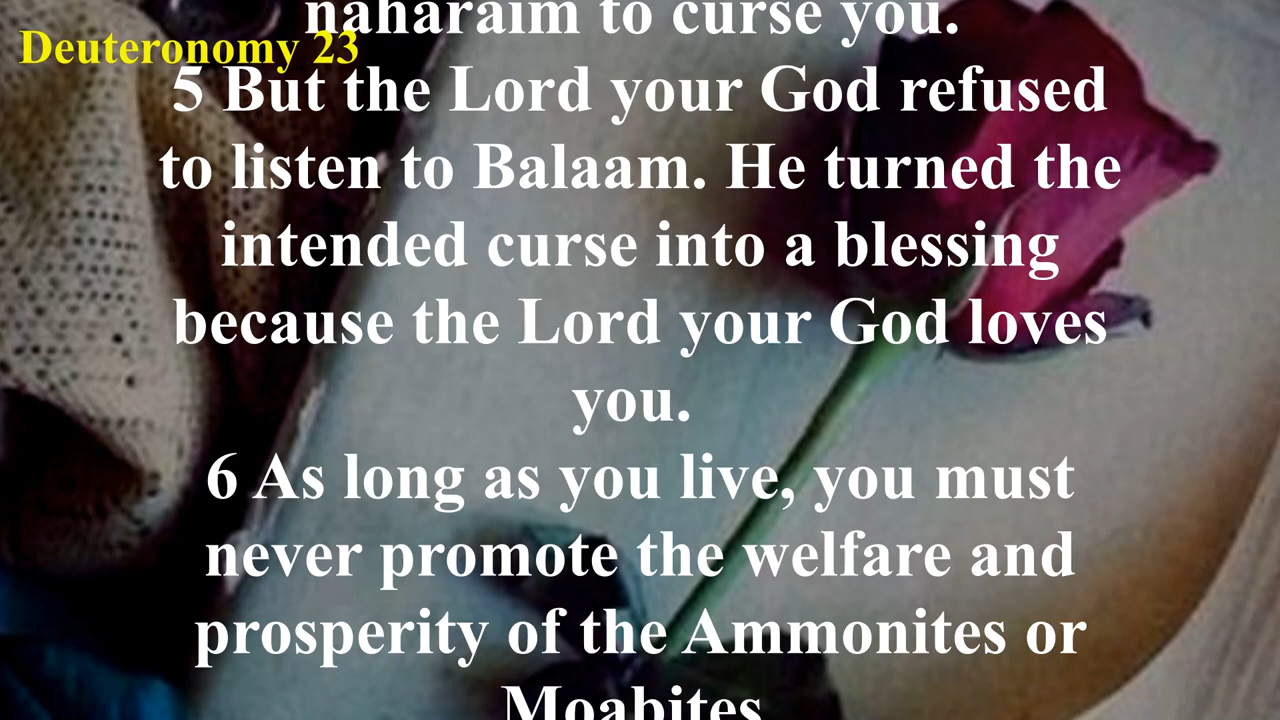 naharaim to curse you.
Deuteronomy 23
5 But the Lord your God refused
to listen to Balaam. He turned the
intended curse into a blessing
because the Lord your God loves
you.
6 As long as you live, you must
never promote the welfare and
prosperity of the Ammonites or
Moabites